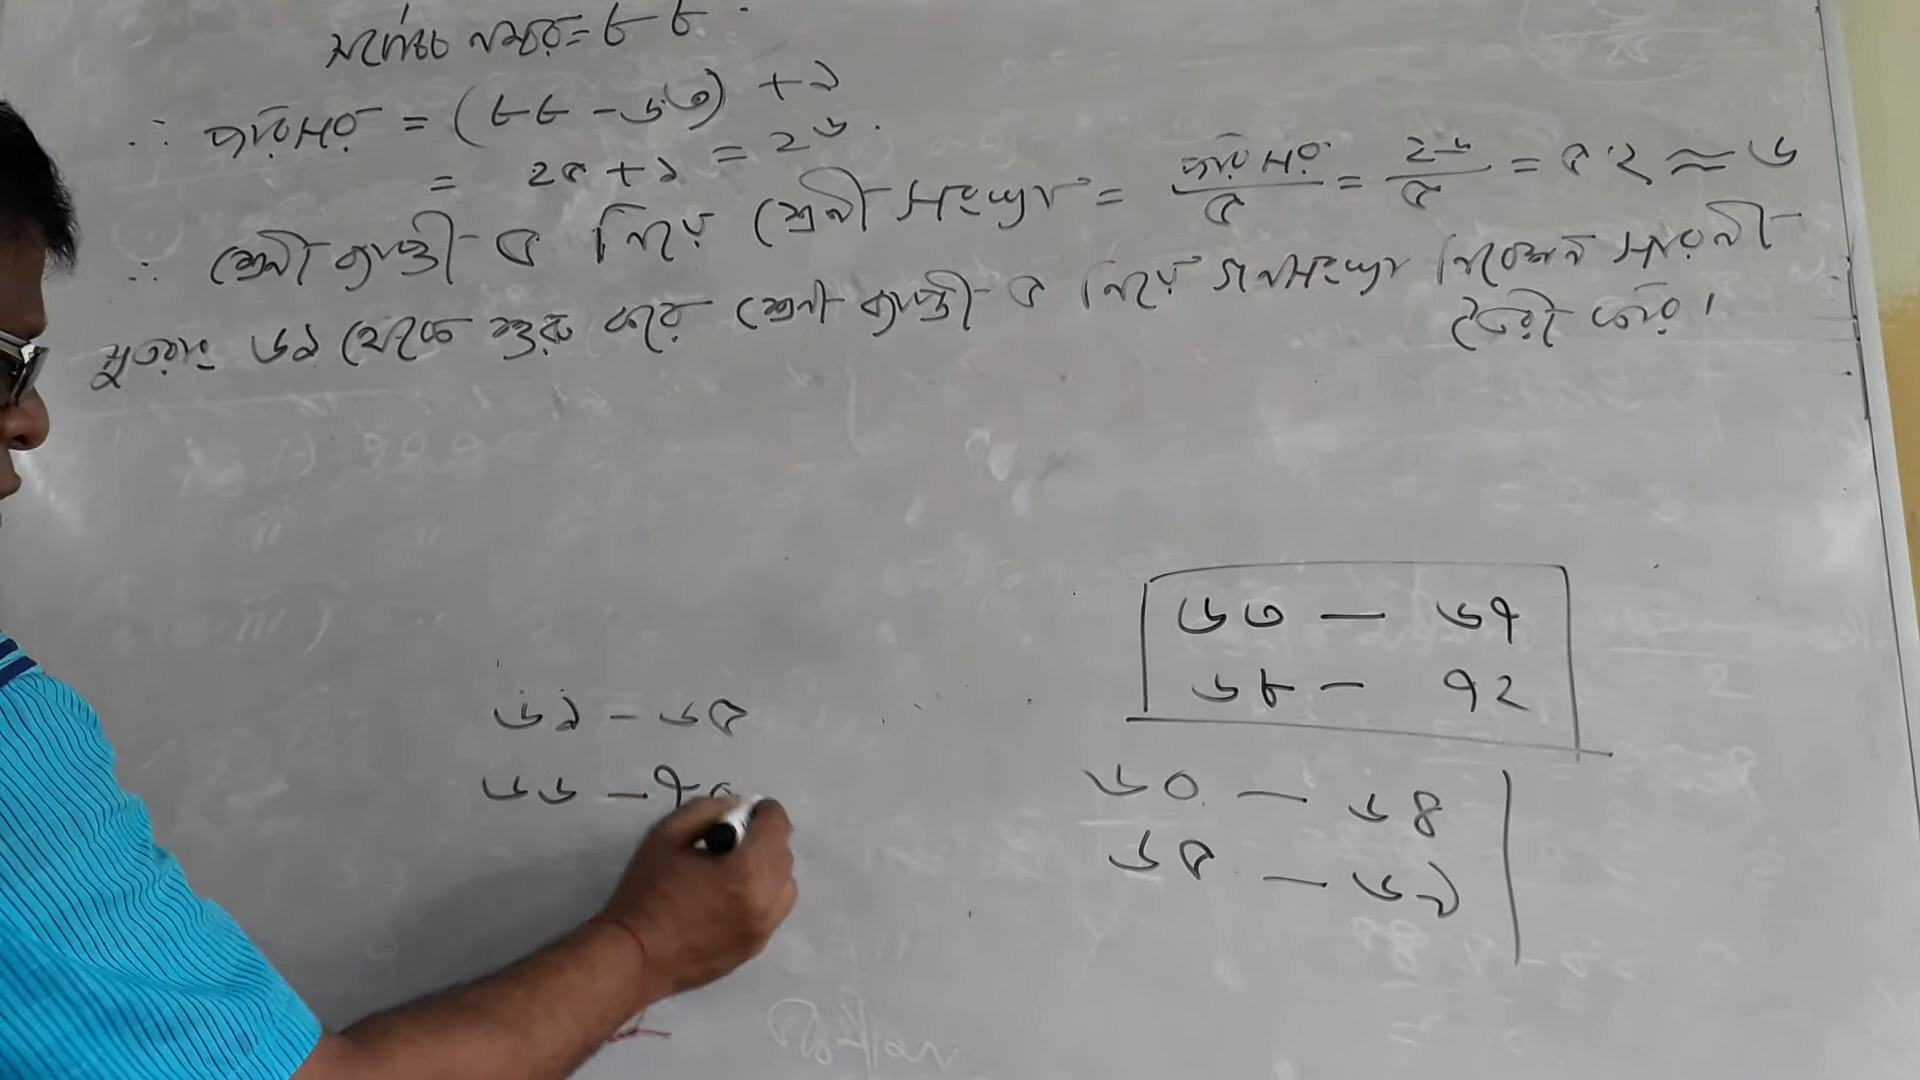 সর্বোচ্চ নম্বর = ৮৮.
∴ পরিসর = (৮৮ - ৬৩) + ১
= ২৫ + ১ = ২৬.
∴ শ্রেণী ব্যাপ্তী ৫ নিয়ে শ্রেণী সংখ্যা = পরিসর/৫ = ২৬/৫ = ৫.২ ≈ ৬
সুতরাং ৬১ থেকে শুরু করে শ্রেনী ব্যাপ্তী ৫ নিয়ে গনসংখ্যা নিবেশন সারনী
তৈরী করি।
৬৩ — ৬৭
৬৮ — ৭২
৬১ — ৬৫
৬৬ — ৭০
৬০ — ৬৪
৬৫ — ৬৯